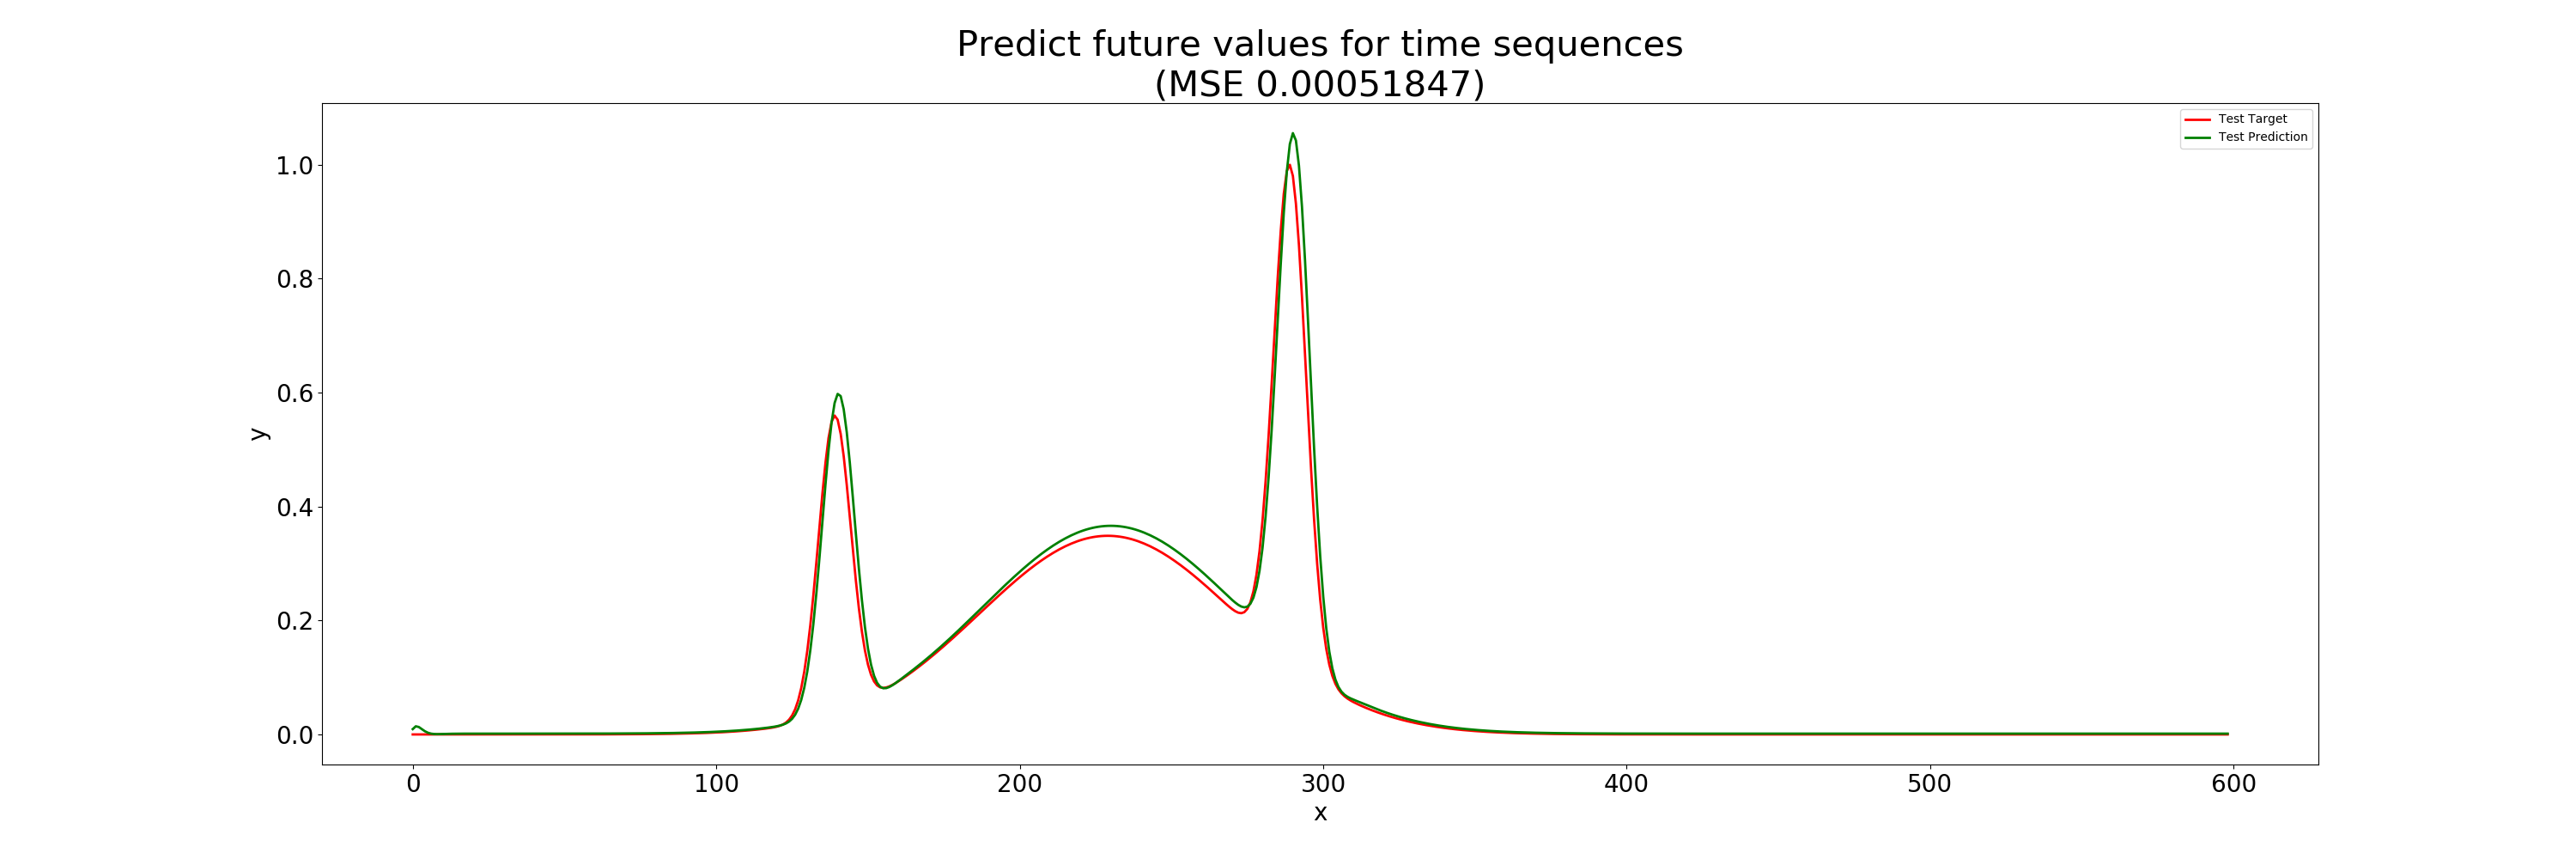 Predict future values for time sequences
(MSE 0.00051847)
Test Target
Test Prediction
1.0
0.8
0.6
0.4
0.2
0.0
y
0 100 200 300 400 500 600
x